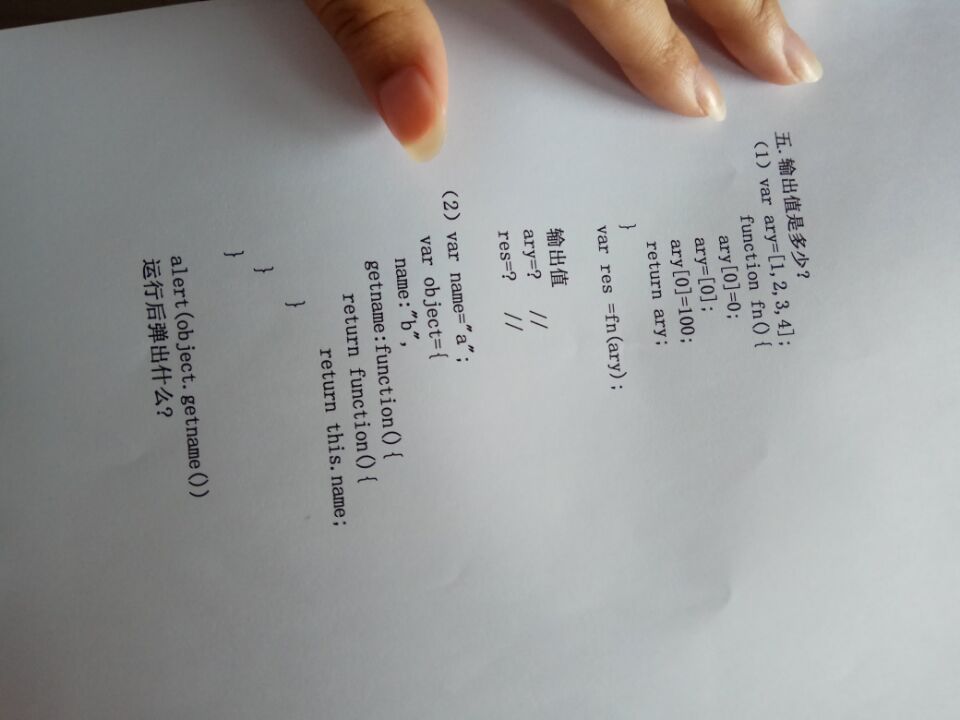 五.输出值是多少？
（1）var ary=[1,2,3,4];
function fn(){
ary[0]=0;
ary=[0];
ary[0]=100;
return ary;
}
var res =fn(ary);
输出值
ary=?   //
res=?   //
（2）var name="a";
var object={
name:"b",
getname:function(){
return function(){
return this.name;
}
}
}
alert(object.getname())
运行后弹出什么？